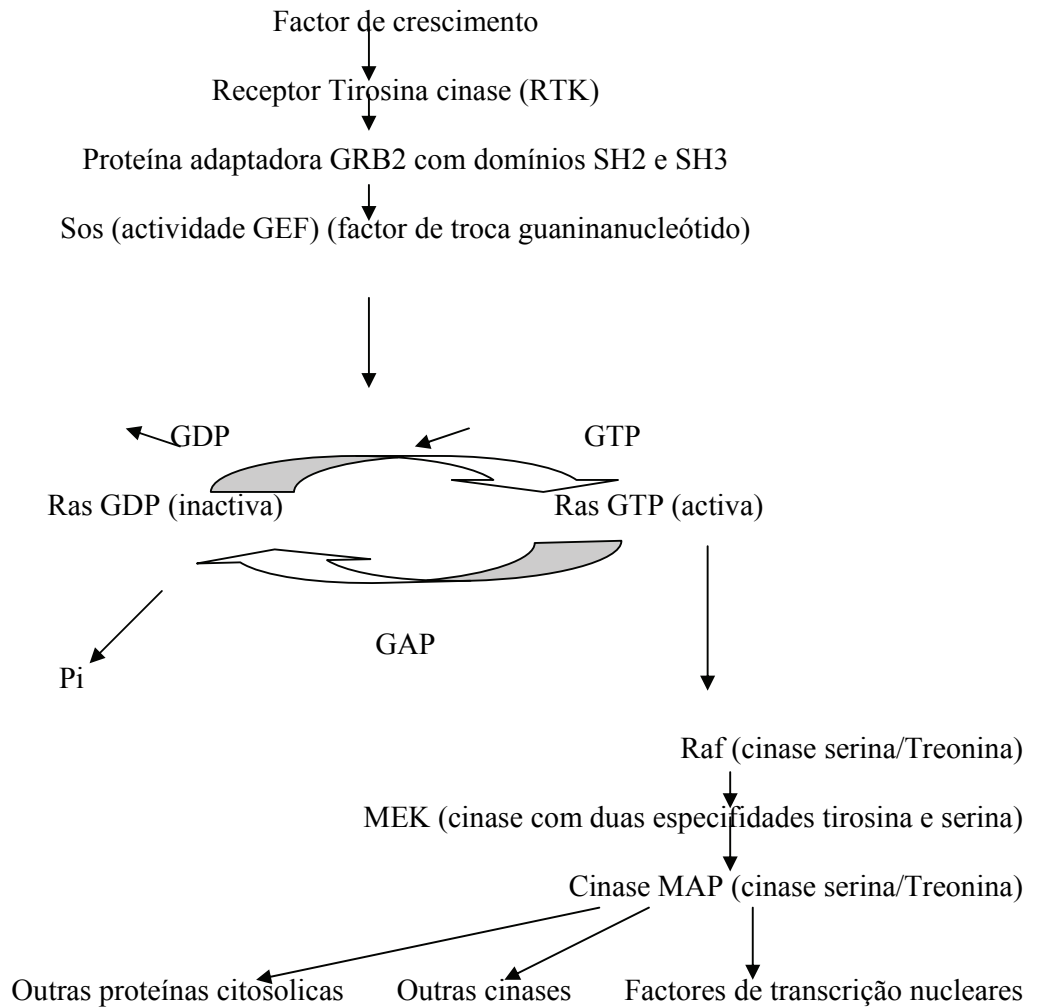 Factor de crescimento
Receptor Tirosina cinase (RTK)
Proteína adaptadora GRB2 com domínios SH2 e SH3
Sos (actividade GEF) (factor de troca guaninanucleótido)
GDP GTP
Ras GDP (inactiva) Ras GTP (activa)
GAP
Pi
Raf (cinase serina/Treonina)
MEK (cinase com duas especifidades tirosina e serina)
Cinase MAP (cinase serina/Treonina)
Outras proteínas citosolicas Outras cinases Factores de transcrição nucleares